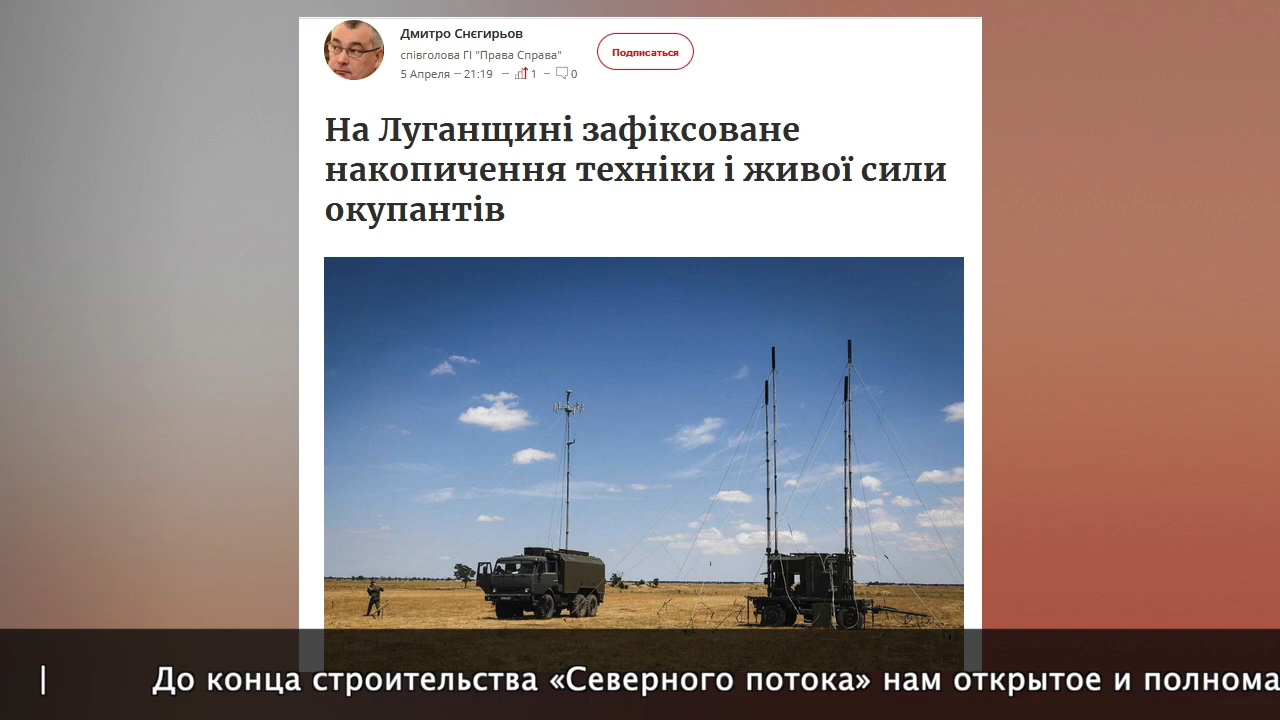 Дмитро Снєгирьов
співголова ГІ "Права Справа"
Подписаться
5 Апреля — 21:19 — 1 — 0
На Луганщині зафіксоване
накопичення техніки і живої сили
окупантів
| До конца строительства «Северного потока» нам открытое и полнома